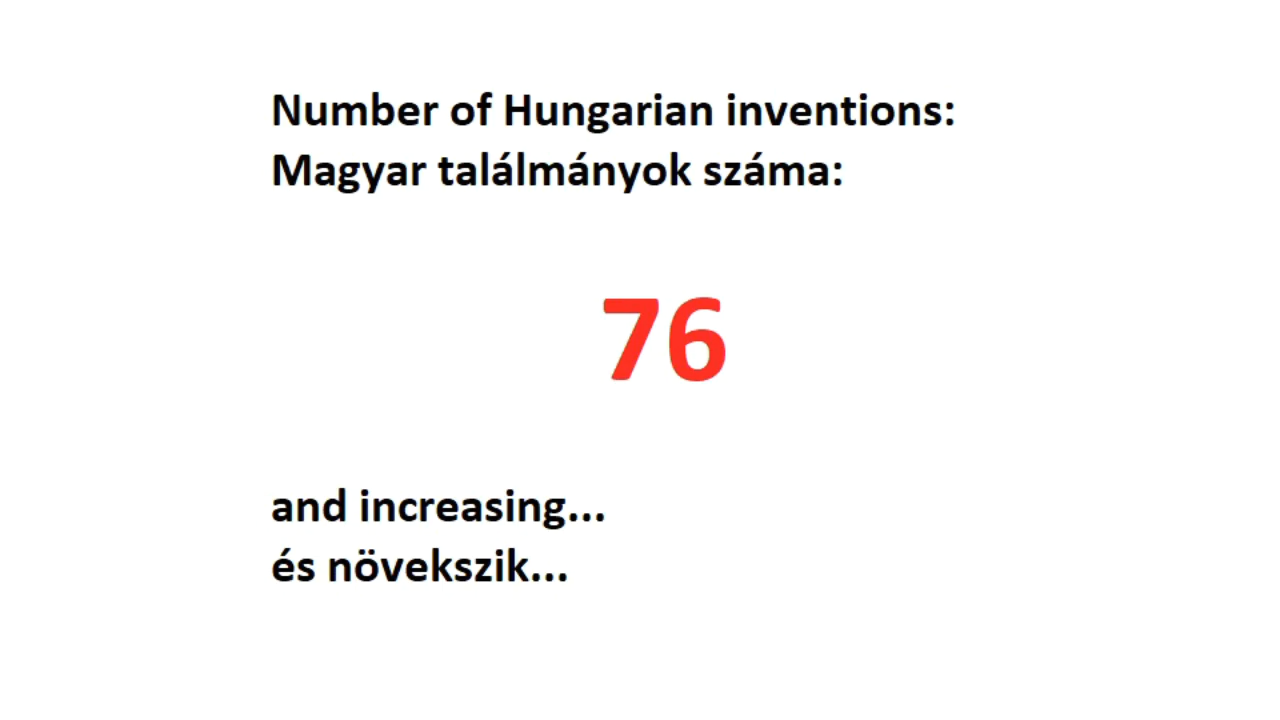 Number of Hungarian inventions:
Magyar találmányok száma:
76
and increasing...
és növekszik...